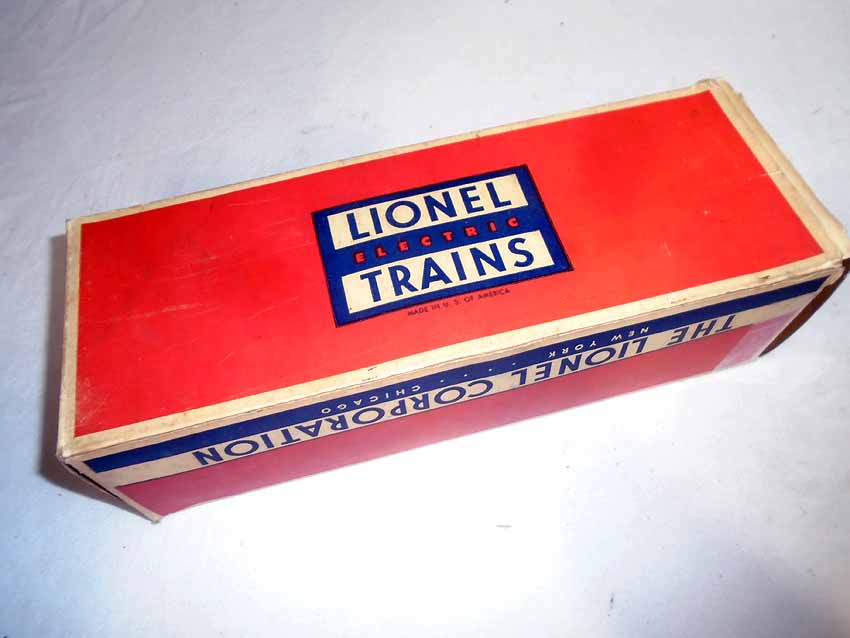 LIONEL
ELECTRIC
TRAINS
MADE IN U. S. OF AMERICA
THE LIONEL CORPORATION
NEW YORK . . . . . CHICAGO